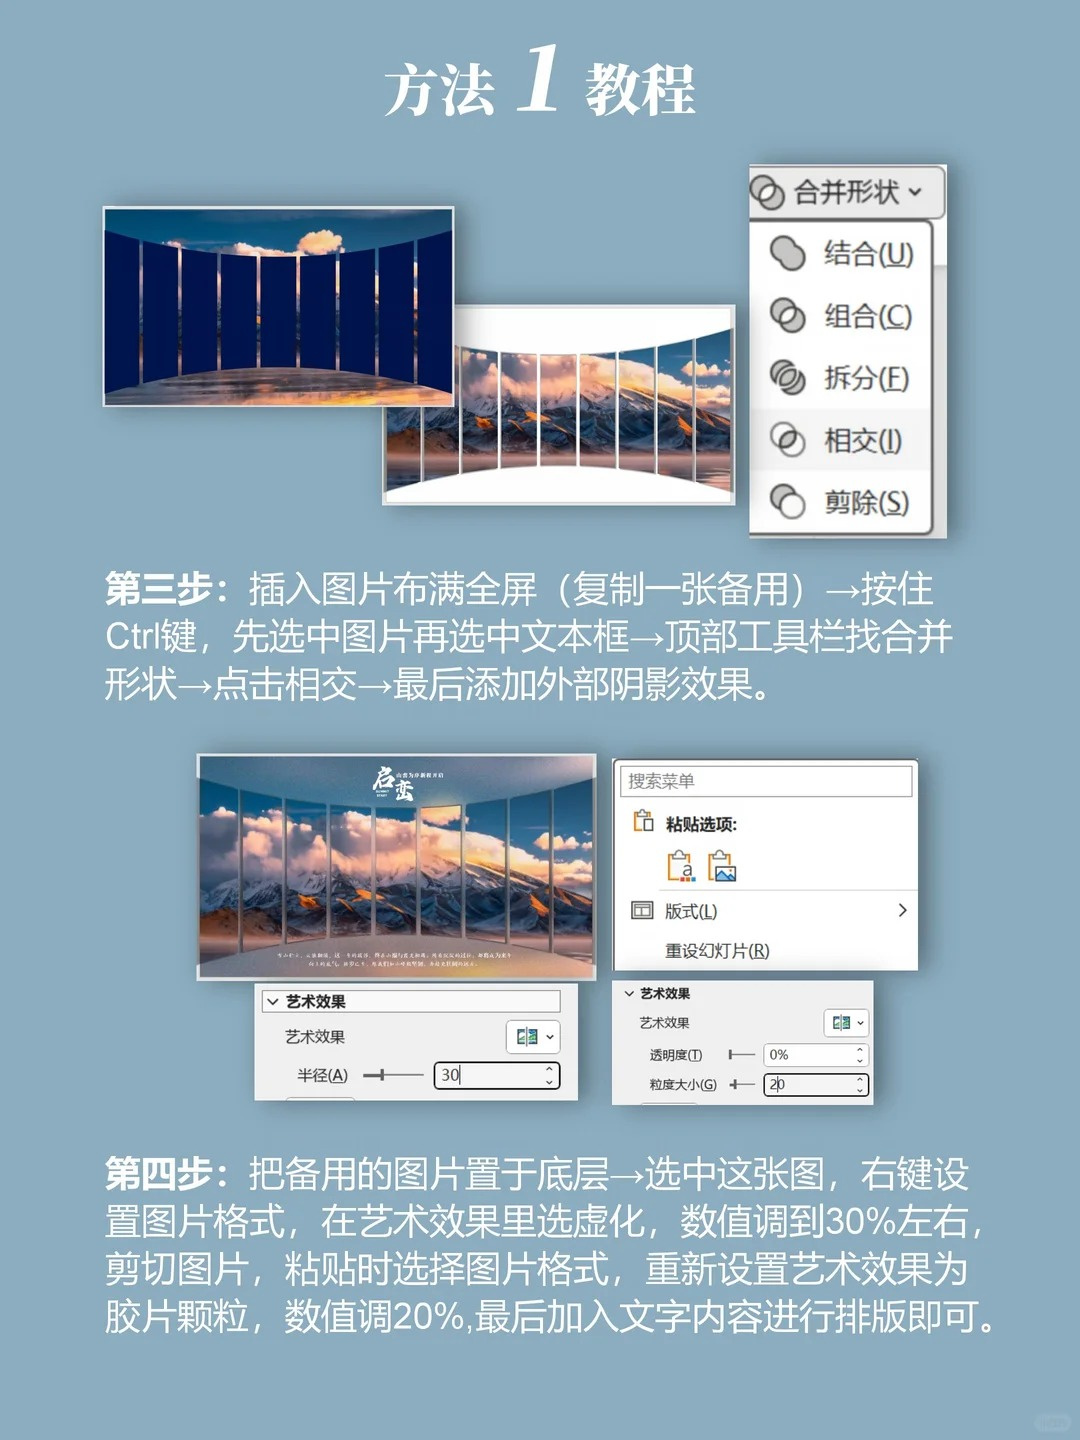 方法 1 教程
合并形状
结合(U)
组合(C)
拆分(F)
相交(I)
剪除(S)
第三步：插入图片布满全屏（复制一张备用）→按住
Ctrl键，先选中图片再选中文本框→顶部工具栏找合并
形状→点击相交→最后添加外部阴影效果。
启峦
搜索菜单
粘贴选项:
版式(L)
重设幻灯片(R)
艺术效果
艺术效果
半径(A) 30
艺术效果
艺术效果
透明度(T) 0%
粒度大小(G) 20
第四步：把备用的图片置于底层→选中这张图，右键设
置图片格式，在艺术效果里选虚化，数值调到30%左右，
剪切图片，粘贴时选择图片格式，重新设置艺术效果为
胶片颗粒，数值调20%,最后加入文字内容进行排版即可。